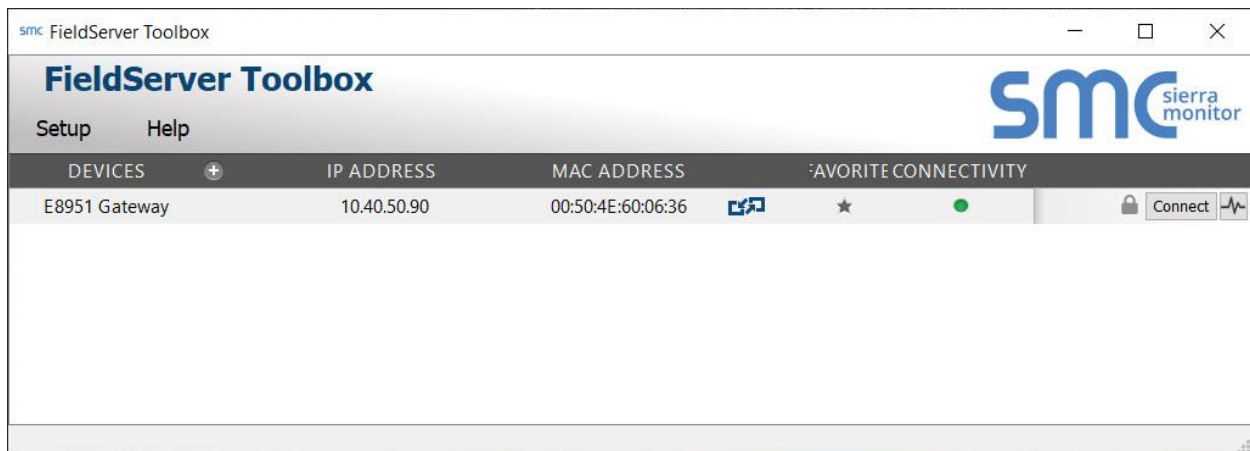 smc FieldServer Toolbox
FieldServer Toolbox
smc sierra monitor
Setup Help
DEVICES IP ADDRESS MAC ADDRESS FAVORITE CONNECTIVITY
E8951 Gateway 10.40.50.90 00:50:4E:60:06:36 Connect